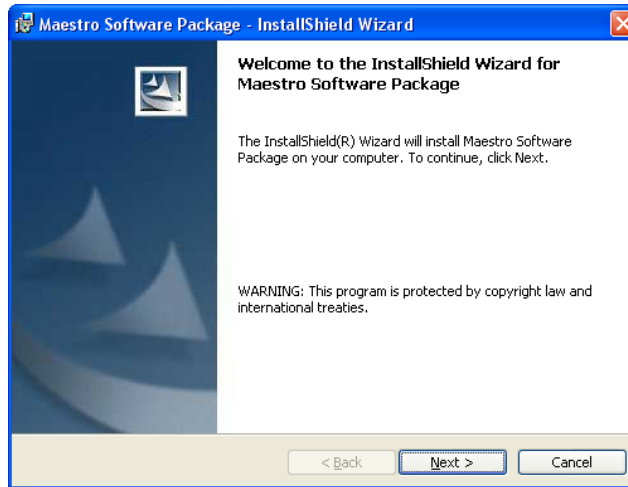 Maestro Software Package - InstallShield Wizard
Welcome to the InstallShield Wizard for
Maestro Software Package
The InstallShield(R) Wizard will install Maestro Software
Package on your computer. To continue, click Next.
WARNING: This program is protected by copyright law and
international treaties.
< Back Next > Cancel